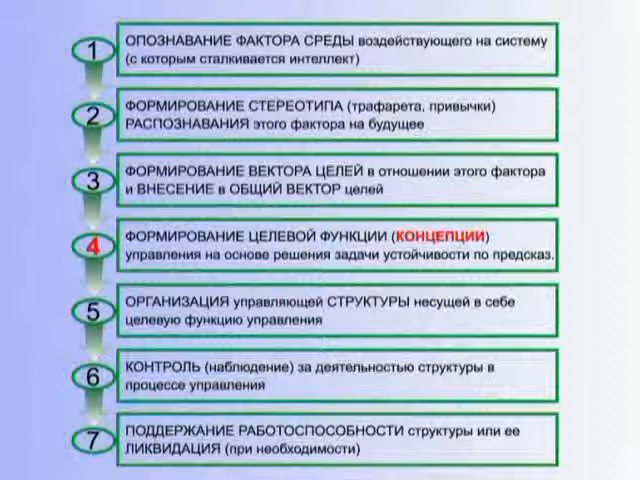 1
ОПОЗНАВАНИЕ ФАКТОРА СРЕДЫ воздействующего на систему
(с которым сталкивается интеллект)
2
ФОРМИРОВАНИЕ СТЕРЕОТИПА (трафарета, привычки)
РАСПОЗНАВАНИЯ этого фактора на будущее
3
ФОРМИРОВАНИЕ ВЕКТОРА ЦЕЛЕЙ в отношении этого фактора
и ВНЕСЕНИЕ в ОБЩИЙ ВЕКТОР целей
4
ФОРМИРОВАНИЕ ЦЕЛЕВОЙ ФУНКЦИИ (КОНЦЕПЦИИ)
управления на основе решения задачи устойчивости по предсказ.
5
ОРГАНИЗАЦИЯ управляющей СТРУКТУРЫ несущей в себе
целевую функцию управления
6
КОНТРОЛЬ (наблюдение) за деятельностью структуры в
процессе управления
7
ПОДДЕРЖАНИЕ РАБОТОСПОСОБНОСТИ структуры или ее
ЛИКВИДАЦИЯ (при необходимости)